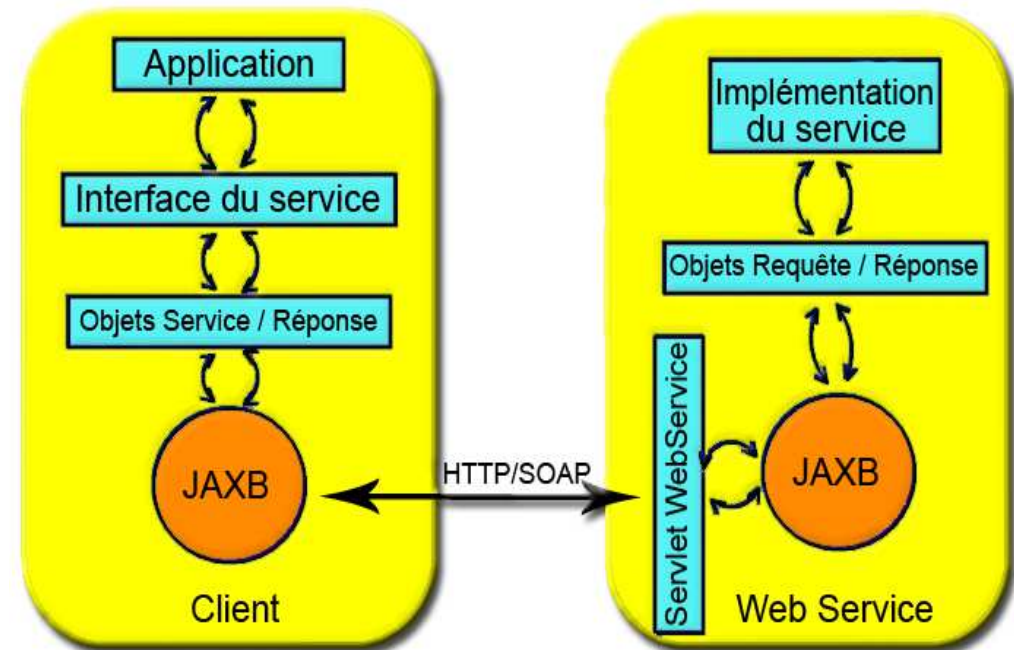 Application
Interface du service
Objets Service / Réponse
JAXB
Client
HTTP/SOAP
Implémentation
du service
Objets Requête / Réponse
Servlet WebService
JAXB
Web Service